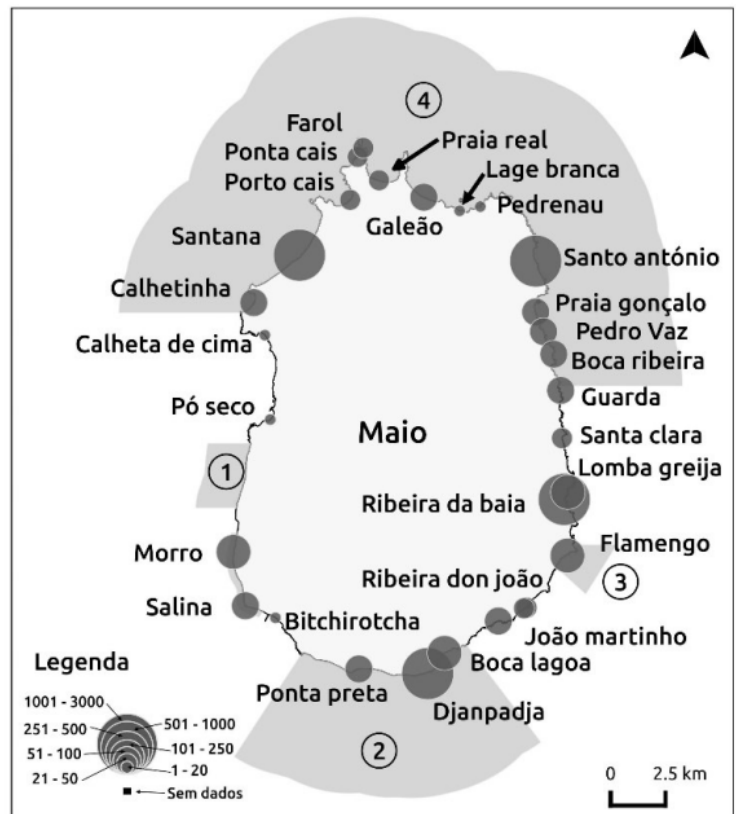 4
Farol
Praia real
Ponta cais
Lage branca
Porto cais
Pedrenau
Galeão
Santana
Santo antónio
Calhetinha
Praia gonçalo
Pedro Vaz
Calheta de cima
Boca ribeira
Guarda
Pó seco
Santa clara
Maio
Lomba greija
1
Ribeira da baia
Flamengo
Morro
Ribeira don joão
3
Salina
Bitchirotcha
João martinho
Boca lagoa
Ponta preta
Djanpadja
2
Legenda
1001 - 3000
501 - 1000
251 - 500
101 - 250
51 - 100
1 - 20
21 - 50
Sem dados
0 2.5 km